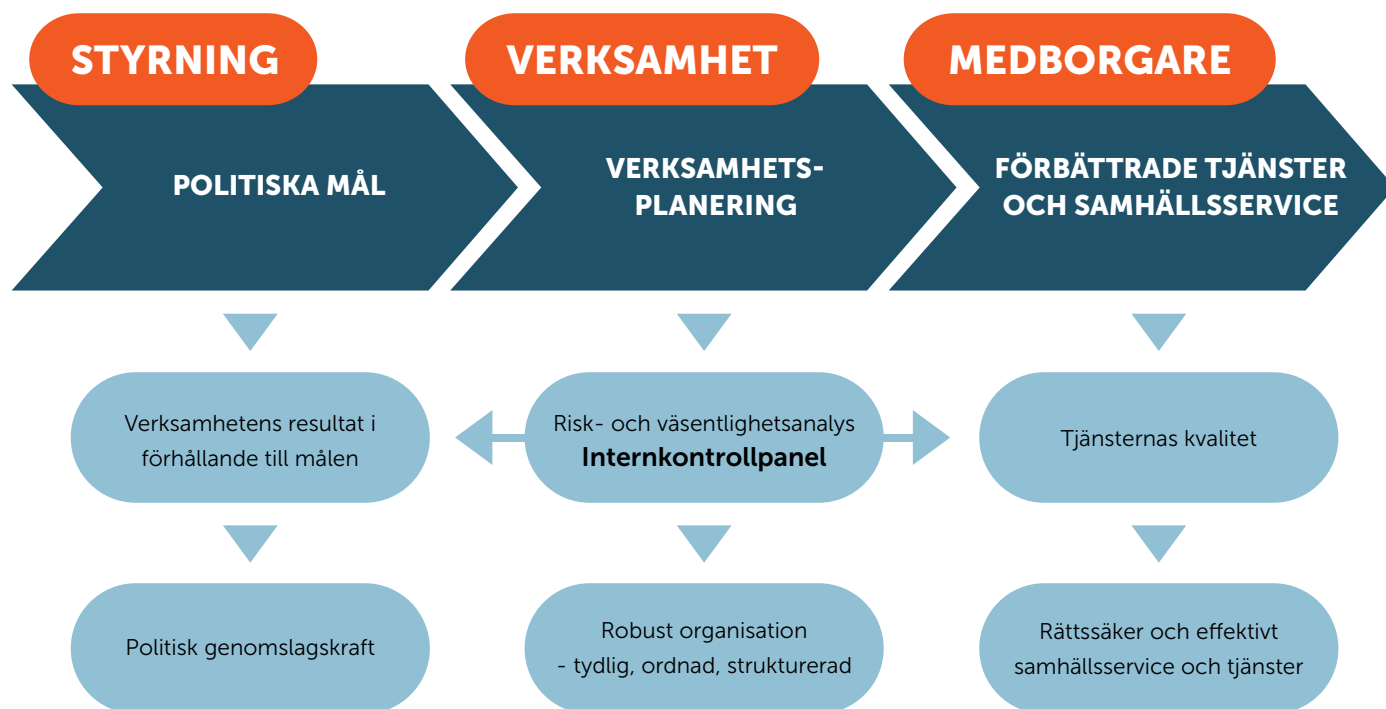 STYRNING
VERKSAMHET
MEDBORGARE
POLITISKA MÅL
VERKSAMHETS-
PLANERING
FÖRBÄTTRADE TJÄNSTER
OCH SAMHÄLLSSERVICE
Verksamhetens resultat i
förhållande till målen
Risk- och väsentlighetsanalys
Internkontrollpanel
Tjänsternas kvalitet
Politisk genomslagskraft
Robust organisation
- tydlig, ordnad, strukturerad
Rättssäker och effektivt
samhällsservice och tjänster